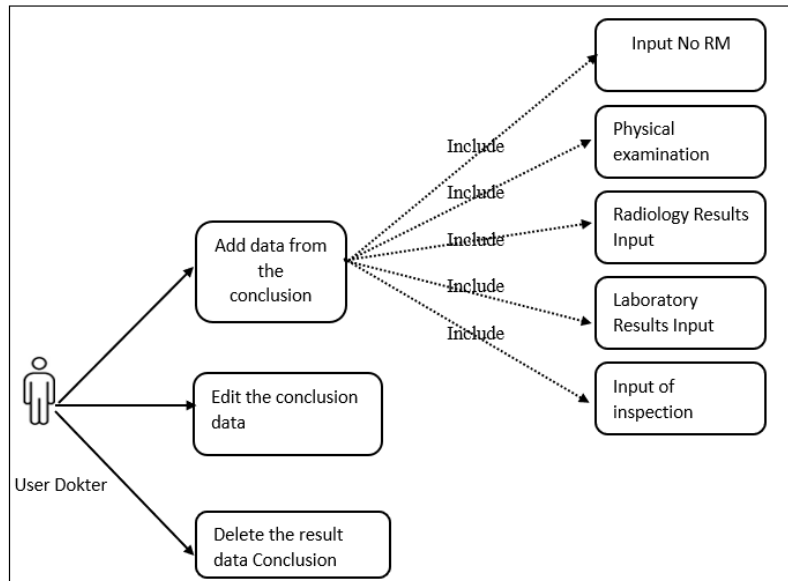 Input No RM
Physical
examination
Include
Include
Radiology Results
Input
Add data from
the
conclusion
Include
Include
Laboratory
Results Input
Include
Input of
inspection
Edit the conclusion
data
User Dokter
Delete the result
data Conclusion